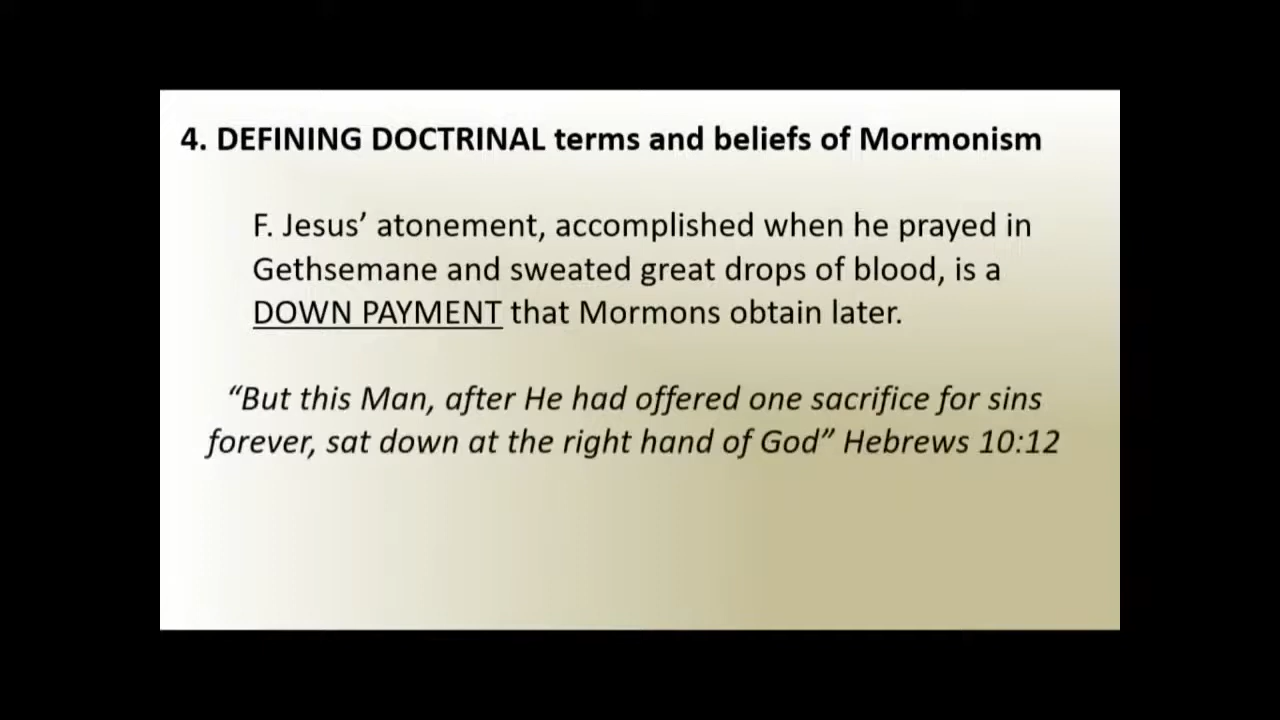 4. DEFINING DOCTRINAL terms and beliefs of Mormonism
F. Jesus’ atonement, accomplished when he prayed in
Gethsemane and sweated great drops of blood, is a
DOWN PAYMENT that Mormons obtain later.
“But this Man, after He had offered one sacrifice for sins
forever, sat down at the right hand of God” Hebrews 10:12